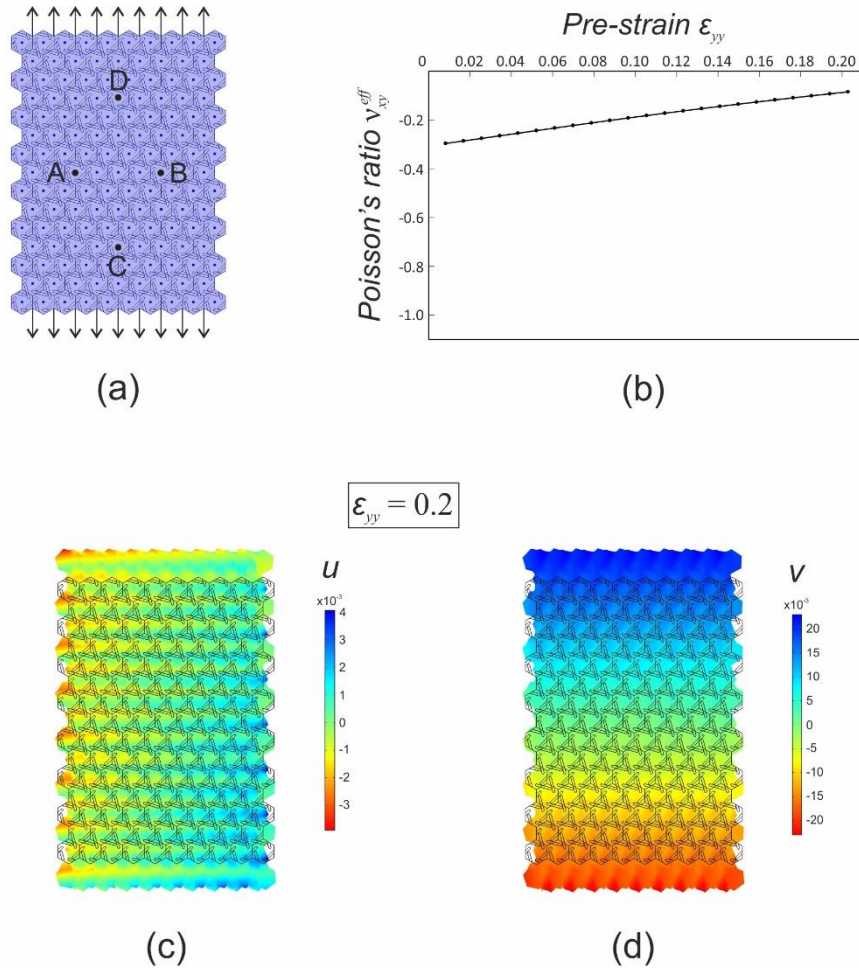 D
A
B
C
(a)
Pre-strain εyy
0 0.02 0.04 0.06 0.08 0.10 0.12 0.14 0.16 0.18 0.20
Poisson's ratio νxy^eff
-0.2
-0.4
-0.6
-0.8
-1.0
(b)
εyy = 0.2
u
x10⁻³
4
3
2
1
0
-1
-2
-3
(c)
v
x10⁻³
20
15
10
5
0
-5
-10
-15
-20
(d)